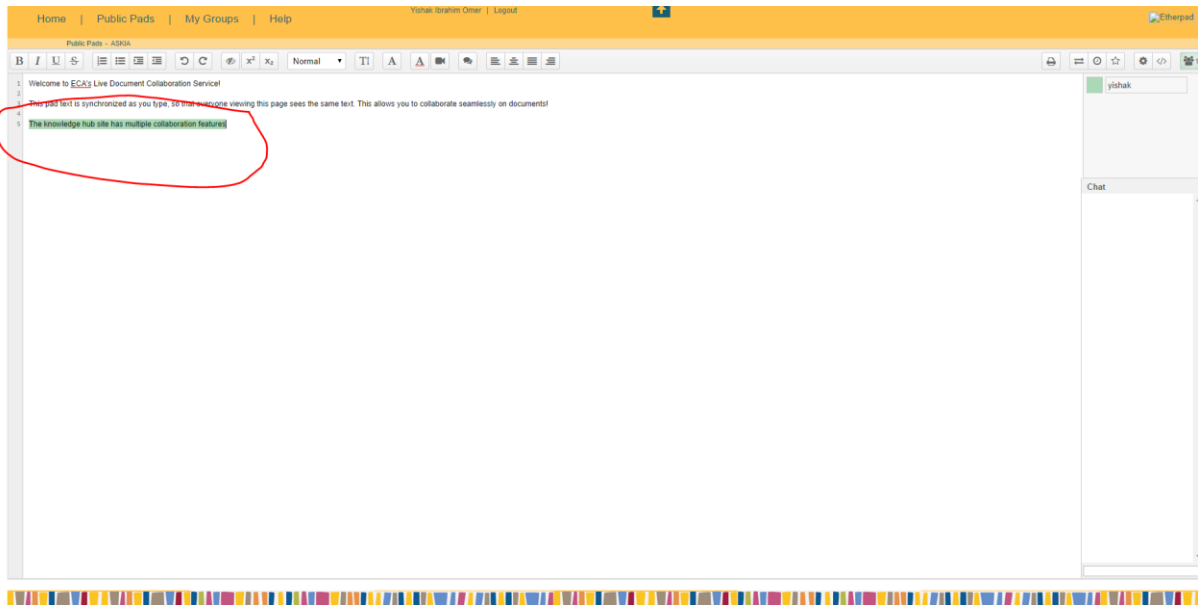 Yishak Ibrahim Omer | Logout
Home | Public Pads | My Groups | Help
Etherpad
Public Pads - ASKIA
B I U S x² x₂ Normal TI A A
1 Welcome to ECA's Live Document Collaboration Service!
2
3 This pad text is synchronized as you type, so that everyone viewing this page sees the same text. This allows you to collaborate seamlessly on documents!
4
5 The knowledge hub site has multiple collaboration features
yishak
Chat